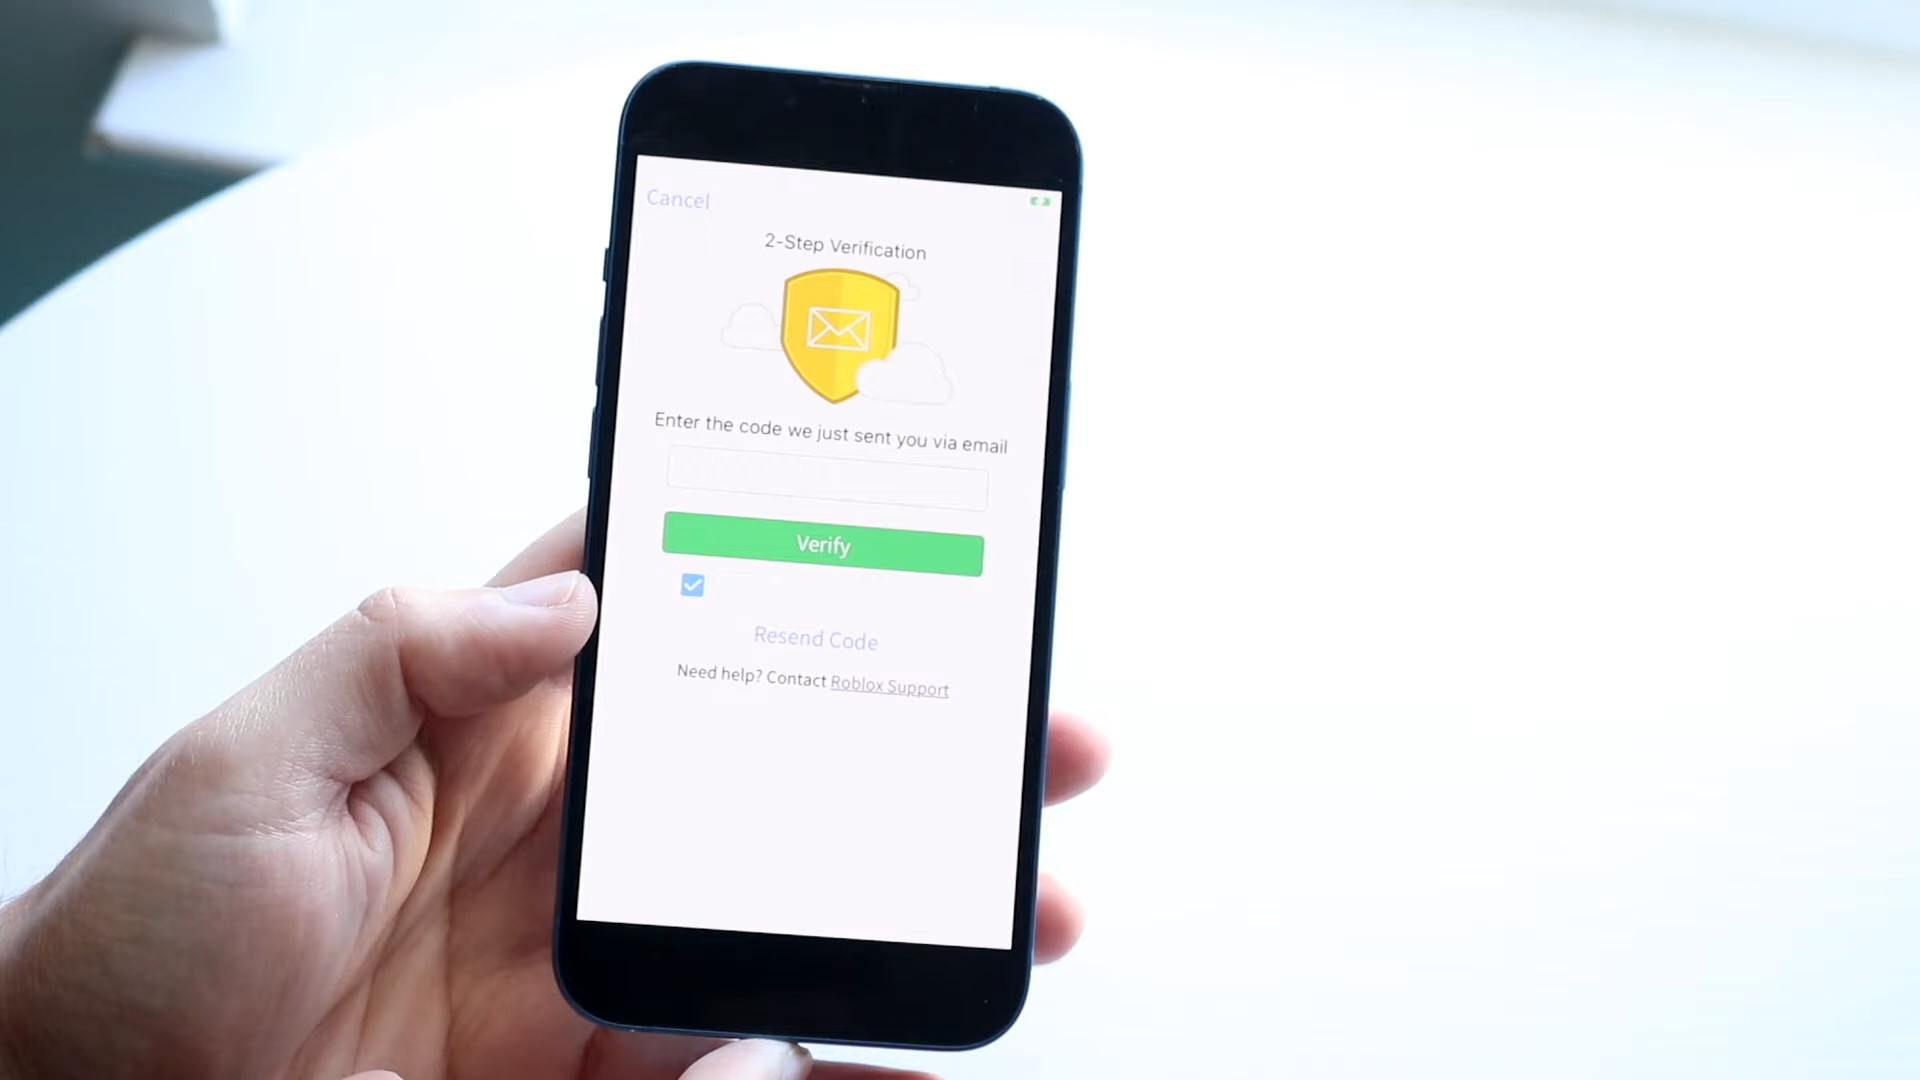 Cancel
2-Step Verification
Enter the code we just sent you via email
Verify
Resend Code
Need help? Contact Roblox Support